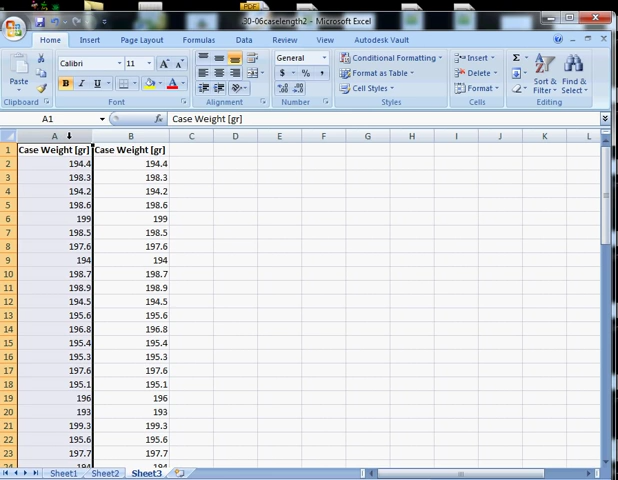 PDF
30-06caselength2 - Microsoft Excel
Home Insert Page Layout Formulas Data Review View Autodesk Vault
Paste
Calibri 11
General
Conditional Formatting
Format as Table
Cell Styles
Insert
Delete
Format
Sort & Filter
Find & Select
Clipboard Font Alignment Number Styles Cells Editing
A1 fx Case Weight [gr]
A B C D E F G H I J K L
1 Case Weight [gr] Case Weight [gr]
2 194.4 194.4
3 198.3 198.3
4 194.2 194.2
5 198.6 198.6
6 199 199
7 198.5 198.5
8 197.6 197.6
9 194 194
10 198.7 198.7
11 198.9 198.9
12 194.5 194.5
13 195.6 195.6
14 196.8 196.8
15 195.4 195.4
16 195.3 195.3
17 197.6 197.6
18 195.1 195.1
19 196 196
20 193 193
21 199.3 199.3
22 195.6 195.6
23 197.7 197.7
24 194 194
Sheet1 Sheet2 Sheet3